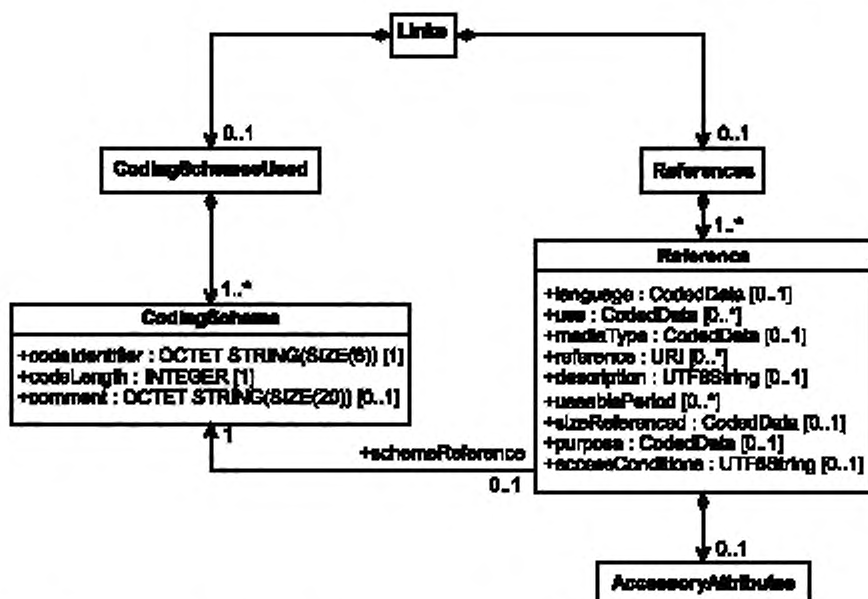 Links
0..1
0..1
CodingSchemesUsed
References
1..*
1..*
Reference
+language : CodedData [0..1]
+use : CodedData [0..*]
+mediaType : CodedData [0..1]
+reference : URI [0..*]
+description : UTF8String [0..1]
+useablePeriod [0..*]
+sizeReferenced : CodedData [0..1]
+purpose : CodedData [0..1]
+accessConditions : UTF8String [0..1]
CodingScheme
+codeIdentifier : OCTET STRING(SIZE(6)) [1]
+codeLength : INTEGER [1]
+comment : OCTET STRING(SIZE(20)) [0..1]
1
+schemeReference
0..1
0..1
AccessoryAttributes